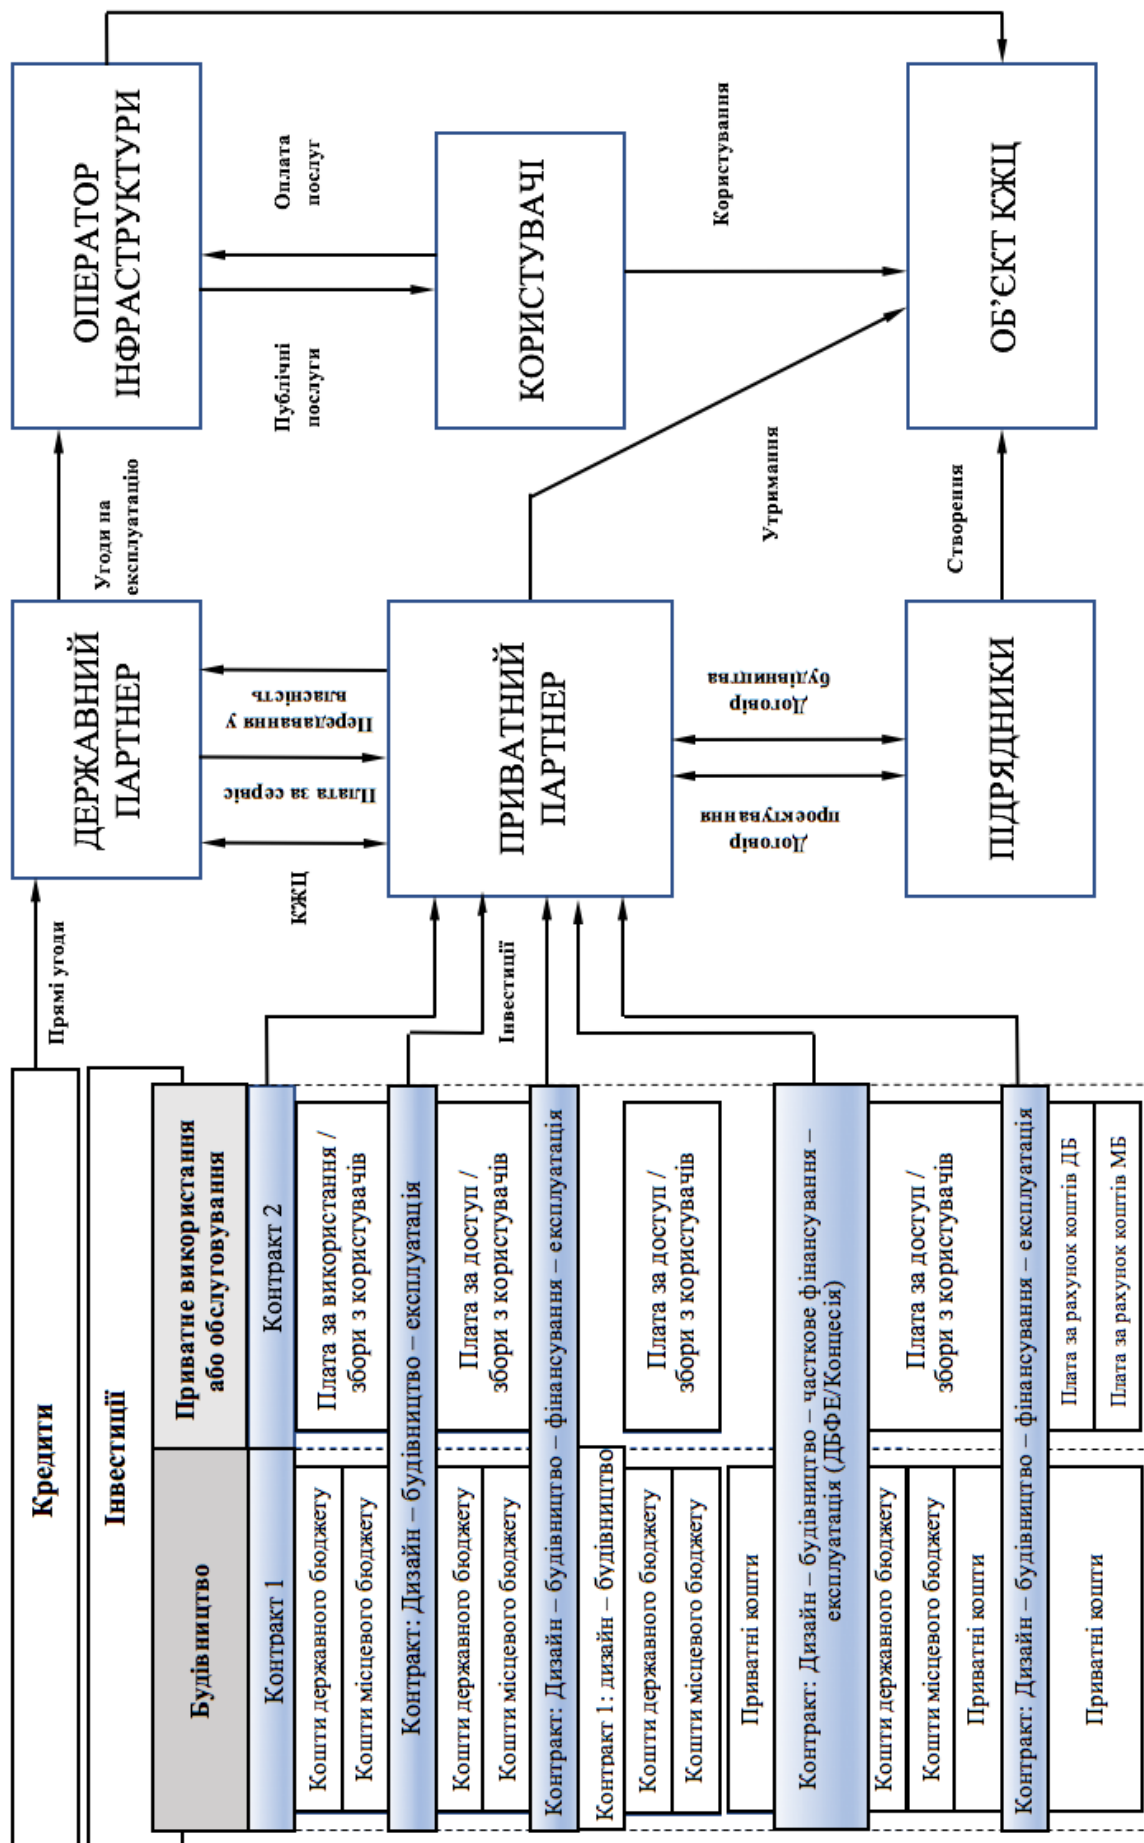 Кредити
Інвестиції
Прямі угоди
Будівництво
Приватне використання
або обслуговування
Контракт 1
Контракт 2
Кошти державного бюджету
Кошти місцевого бюджету
Плата за використання /
збори з користувачів
Контракт: Дизайн – будівництво – експлуатація
Кошти державного бюджету
Кошти місцевого бюджету
Плата за доступ /
збори з користувачів
Контракт: Дизайн – будівництво – фінансування – експлуатація
Контракт 1: дизайн – будівництво
Кошти державного бюджету
Кошти місцевого бюджету
Плата за доступ /
збори з користувачів
Приватні кошти
Контракт: Дизайн – будівництво – часткове фінансування –
експлуатація (ДБФЕ/Концесія)
Кошти державного бюджету
Кошти місцевого бюджету
Приватні кошти
Плата за доступ /
збори з користувачів
Контракт: Дизайн – будівництво – фінансування – експлуатація
Приватні кошти
Плата за рахунок коштів ДБ
Плата за рахунок коштів МБ
Інвестиції
ДЕРЖАВНИЙ
ПАРТНЕР
Угоди на
експлуатацію
ОПЕРАТОР
ІНФРАСТРУКТУРИ
КЖЦ
Плата за сервіс
Передавання у
власність
Публічні
послуги
Оплата
послуг
ПРИВАТНИЙ
ПАРТНЕР
КОРИСТУВАЧІ
Договір
проектування
Договір
будівництва
Утримання
Користування
ПІДРЯДНИКИ
Створення
ОБ’ЄКТ КЖЦ